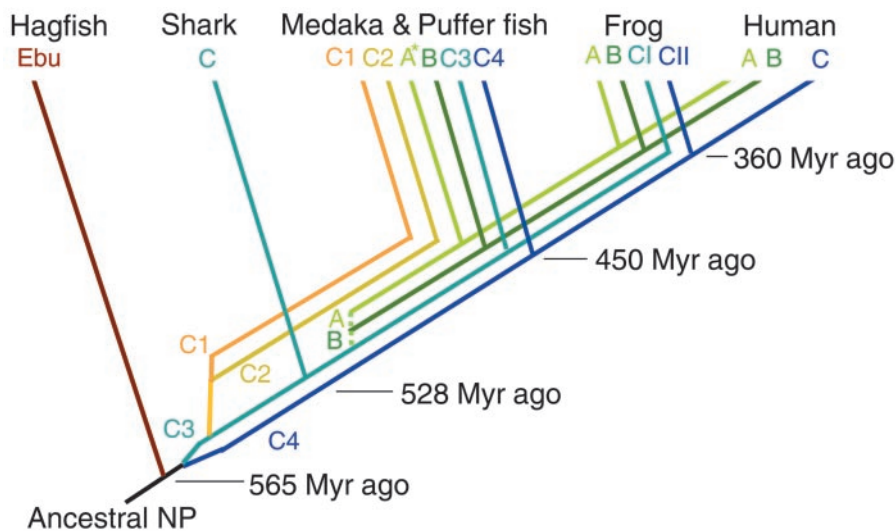 Hagfish Shark Medaka & Puffer fish Frog Human
Ebu C C1 C2 A* B C3 C4 A B CI CII A B C
360 Myr ago
450 Myr ago
A
B
C1
C2
528 Myr ago
C3
C4
565 Myr ago
Ancestral NP